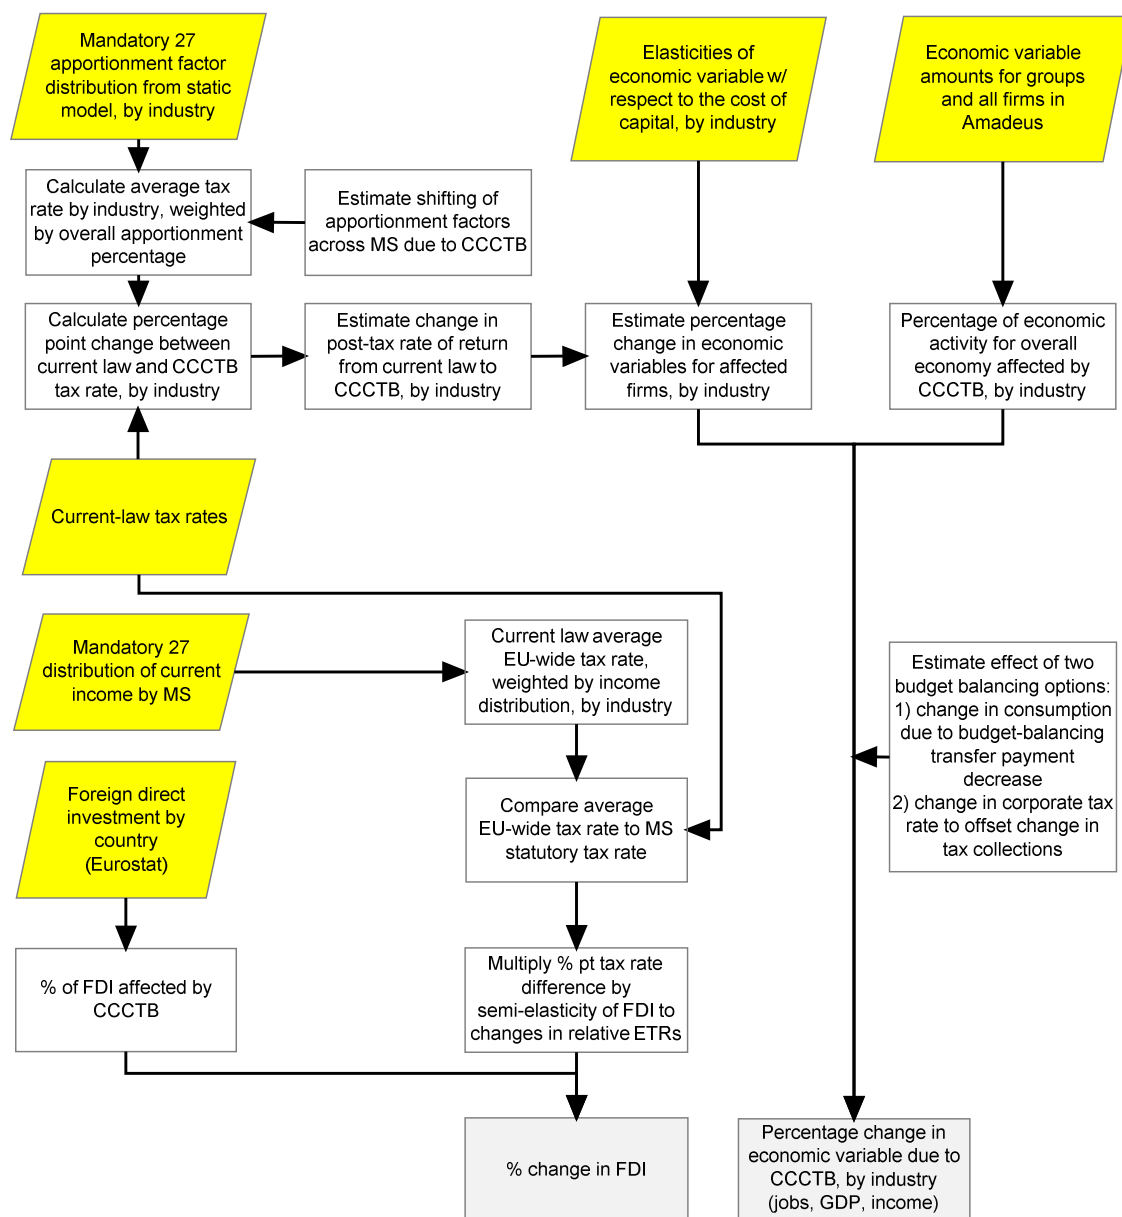 Mandatory 27
apportionment factor
distribution from static
model, by industry
Elasticities of
economic variable w/
respect to the cost of
capital, by industry
Economic variable
amounts for groups
and all firms in
Amadeus
Calculate average tax
rate by industry, weighted
by overall apportionment
percentage
Estimate shifting of
apportionment factors
across MS due to CCCTB
Calculate percentage
point change between
current law and CCCTB
tax rate, by industry
Estimate change in
post-tax rate of return
from current law to
CCCTB, by industry
Estimate percentage
change in economic
variables for affected
firms, by industry
Percentage of economic
activity for overall
economy affected by
CCCTB, by industry
Current-law tax rates
Mandatory 27
distribution of current
income by MS
Current law average
EU-wide tax rate,
weighted by income
distribution, by industry
Estimate effect of two
budget balancing options:
1) change in consumption
due to budget-balancing
transfer payment
decrease
2) change in corporate tax
rate to offset change in
tax collections
Foreign direct
investment by
country
(Eurostat)
Compare average
EU-wide tax rate to MS
statutory tax rate
% of FDI affected by
CCCTB
Multiply % pt tax rate
difference by
semi-elasticity of FDI to
changes in relative ETRs
% change in FDI
Percentage change in
economic variable due to
CCCTB, by industry
(jobs, GDP, income)